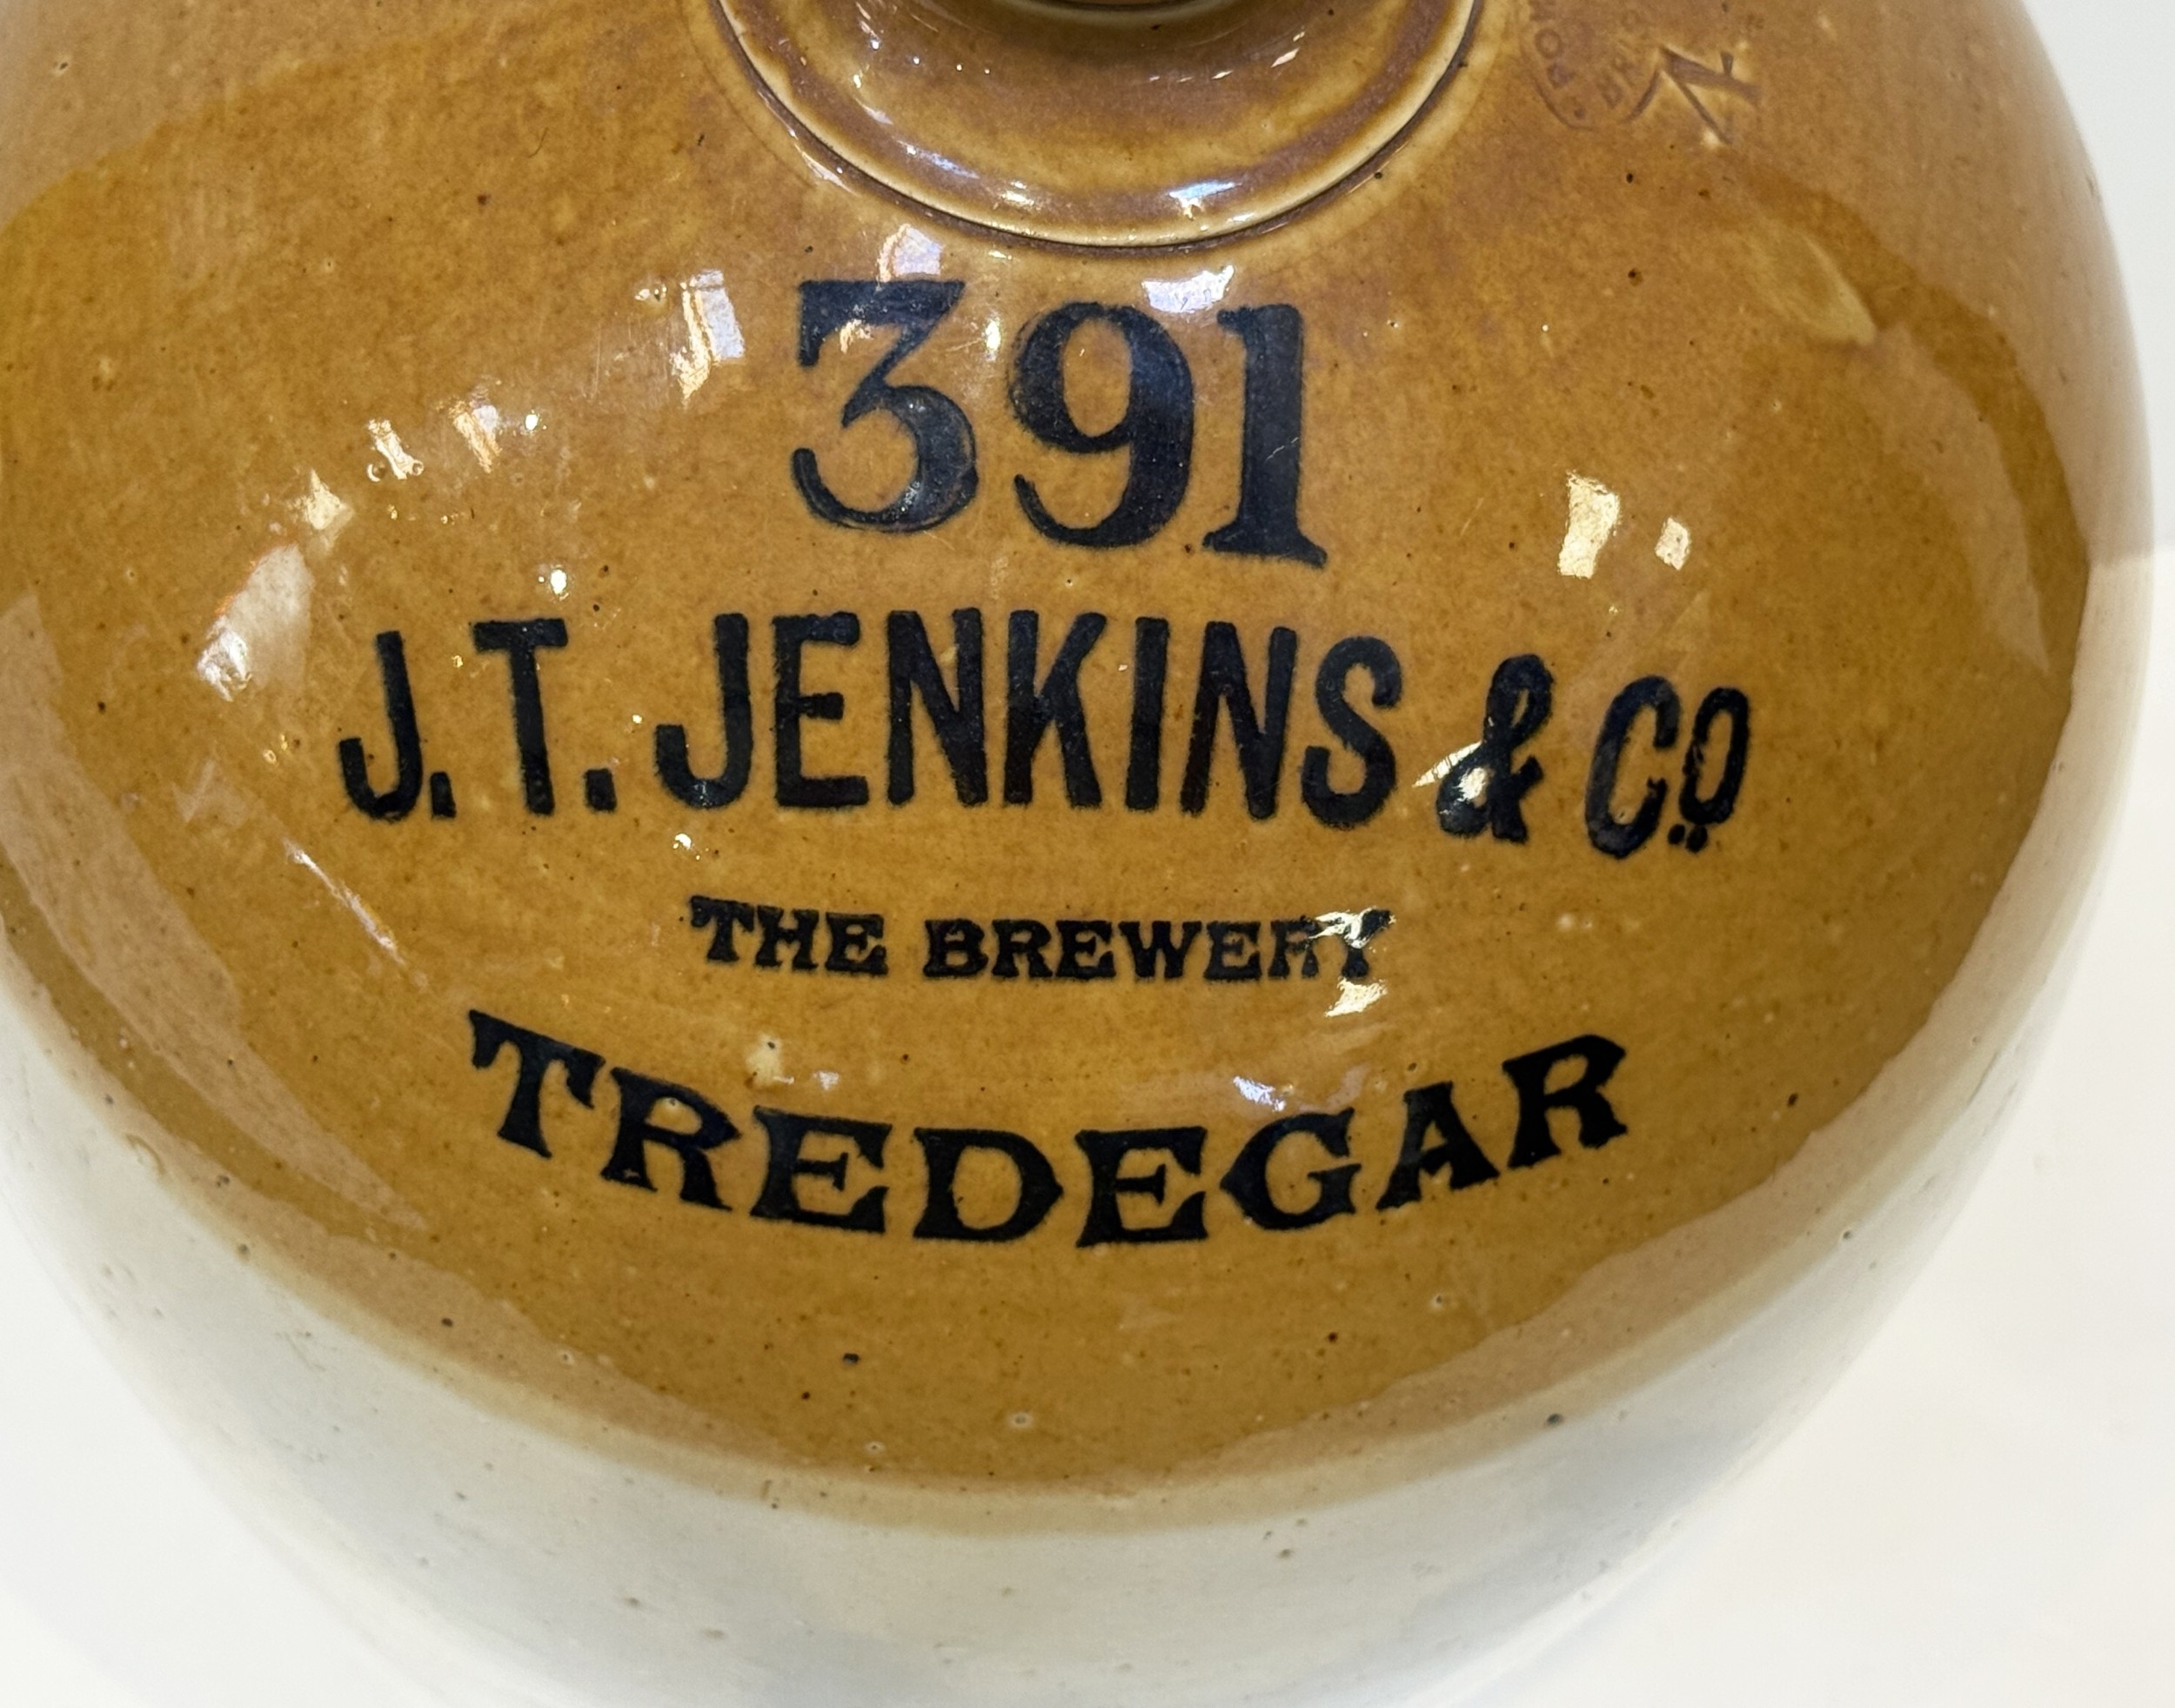 391
J.T. JENKINS & Co.
THE BREWERY
TREDEGAR